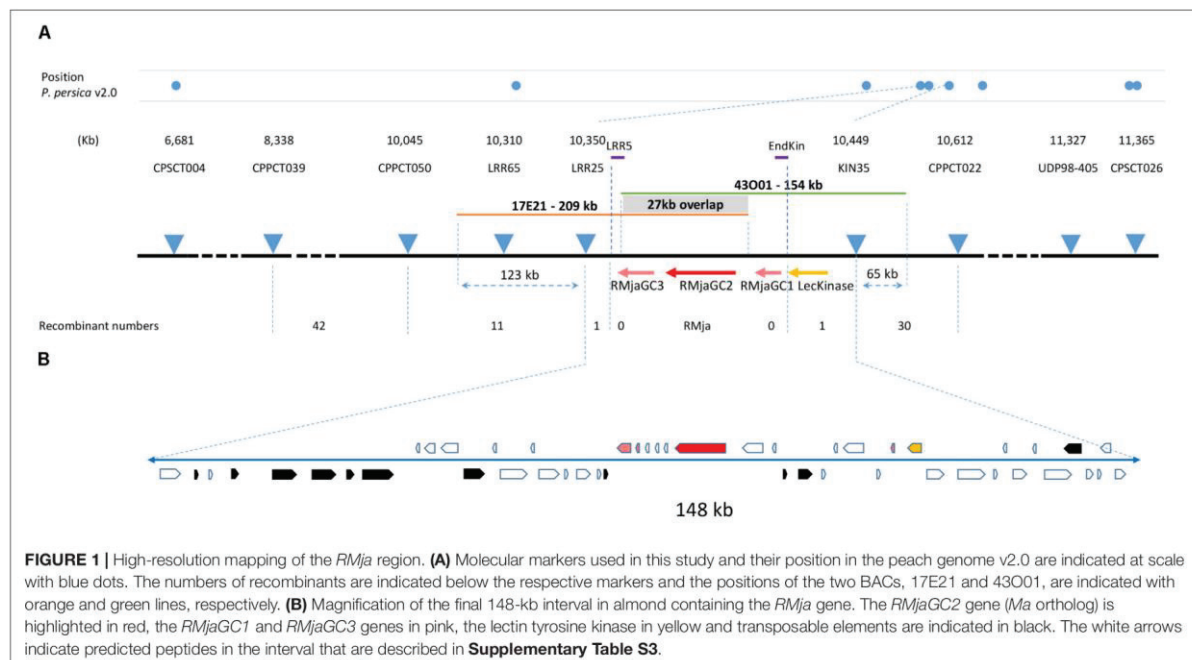 A
Position
P. persica v2.0
(Kb) 6,681 8,338 10,045 10,310 10,350 10,449 10,612 11,327 11,365
LRR5 EndKin
CPSCT004 CPPCT039 CPPCT050 LRR65 LRR25 KIN35 CPPCT022 UDP98-405 CPSCT026
43O01 - 154 kb
17E21 - 209 kb 27kb overlap
123 kb 65 kb
RMjaGC3 RMjaGC2 RMjaGC1 LecKinase
Recombinant numbers 42 11 1 0 RMja 0 1 30
B
148 kb
FIGURE 1 | High-resolution mapping of the RMja region. (A) Molecular markers used in this study and their position in the peach genome v2.0 are indicated at scale
with blue dots. The numbers of recombinants are indicated below the respective markers and the positions of the two BACs, 17E21 and 43O01, are indicated with
orange and green lines, respectively. (B) Magnification of the final 148-kb interval in almond containing the RMja gene. The RMjaGC2 gene (Ma ortholog) is
highlighted in red, the RMjaGC1 and RMjaGC3 genes in pink, the lectin tyrosine kinase in yellow and transposable elements are indicated in black. The white arrows
indicate predicted peptides in the interval that are described in Supplementary Table S3.